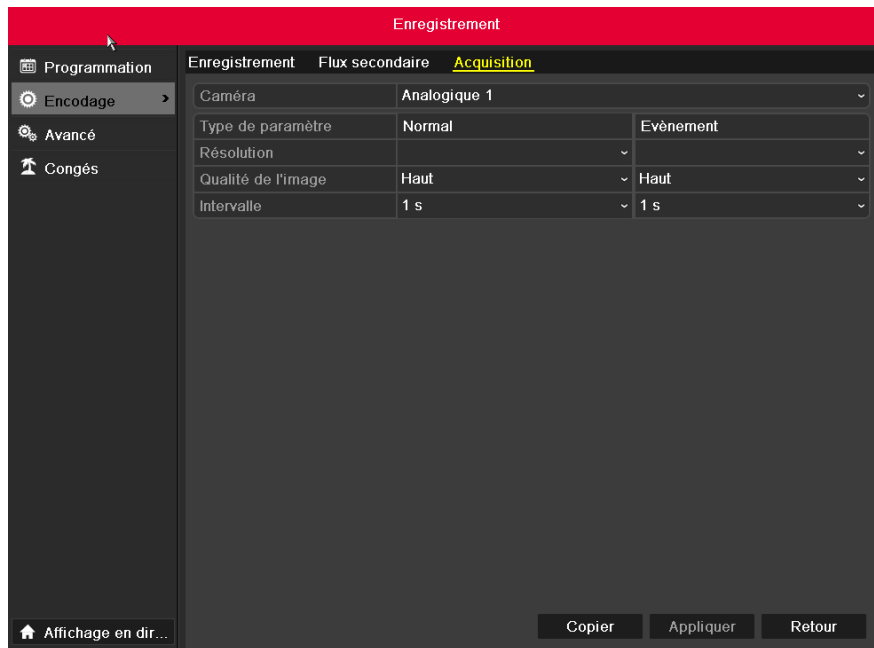 Enregistrement
Programmation
Encodage
Avancé
Congés
Affichage en dir...
Enregistrement Flux secondaire Acquisition
Caméra Analogique 1
Type de paramètre Normal Evènement
Résolution
Qualité de l'image Haut Haut
Intervalle 1 s 1 s
Copier Appliquer Retour